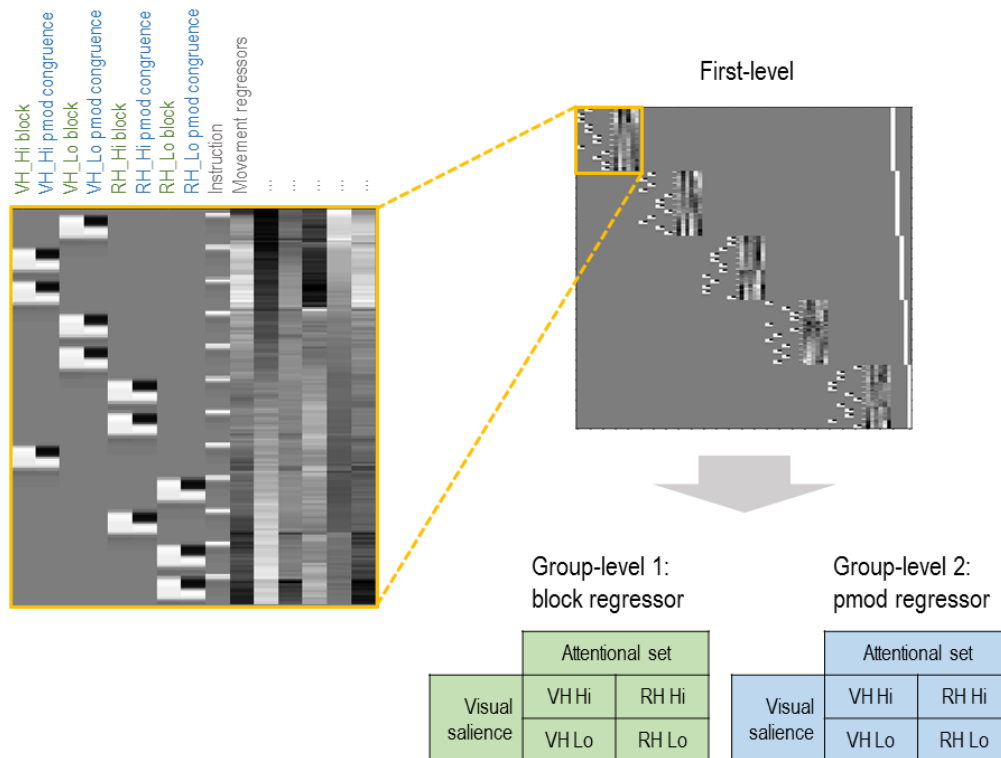 VH_Hi block
VH_Hi pmod congruence
VH_Lo block
VH_Lo pmod congruence
RH_Hi block
RH_Hi pmod congruence
RH_Lo block
RH_Lo pmod congruence
Instruction
Movement regressors
...
...
...
...
...
First-level
Group-level 1:
block regressor
Attentional set
Visual
salience
VH Hi
RH Hi
VH Lo
RH Lo
Group-level 2:
pmod regressor
Attentional set
Visual
salience
VH Hi
RH Hi
VH Lo
RH Lo